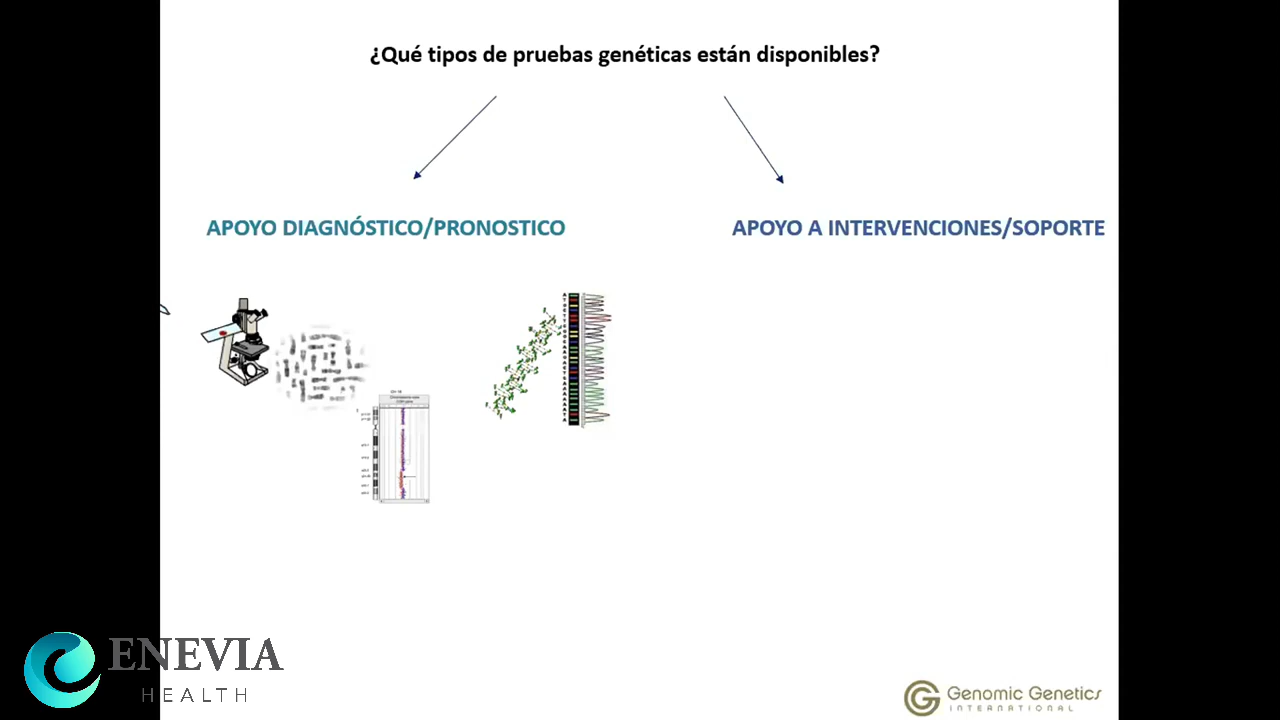 ¿Qué tipos de pruebas genéticas están disponibles?
APOYO DIAGNÓSTICO/PRONOSTICO
APOYO A INTERVENCIONES/SOPORTE
ENEVIA
HEALTH
Genomic Genetics
INTERNATIONAL